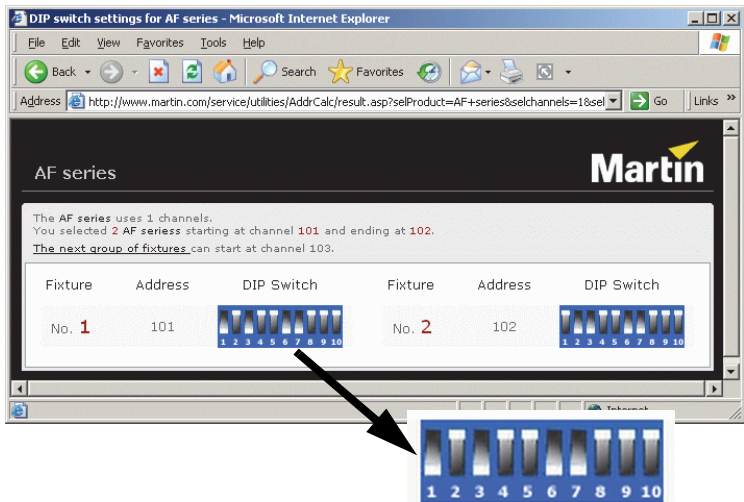 DIP switch settings for AF series - Microsoft Internet Explorer
File Edit View Favorites Tools Help
Back Search Favorites
Address http://www.martin.com/service/utilities/AddrCalc/result.asp?selProduct=AF+series&selchannels=1&sel Go Links »
Martin
AF series
The AF series uses 1 channels.
You selected 2 AF seriess starting at channel 101 and ending at 102.
The next group of fixtures can start at channel 103.
Fixture Address DIP Switch Fixture Address DIP Switch
No. 1 101 1 2 3 4 5 6 7 8 9 10 No. 2 102 1 2 3 4 5 6 7 8 9 10
1 2 3 4 5 6 7 8 9 10